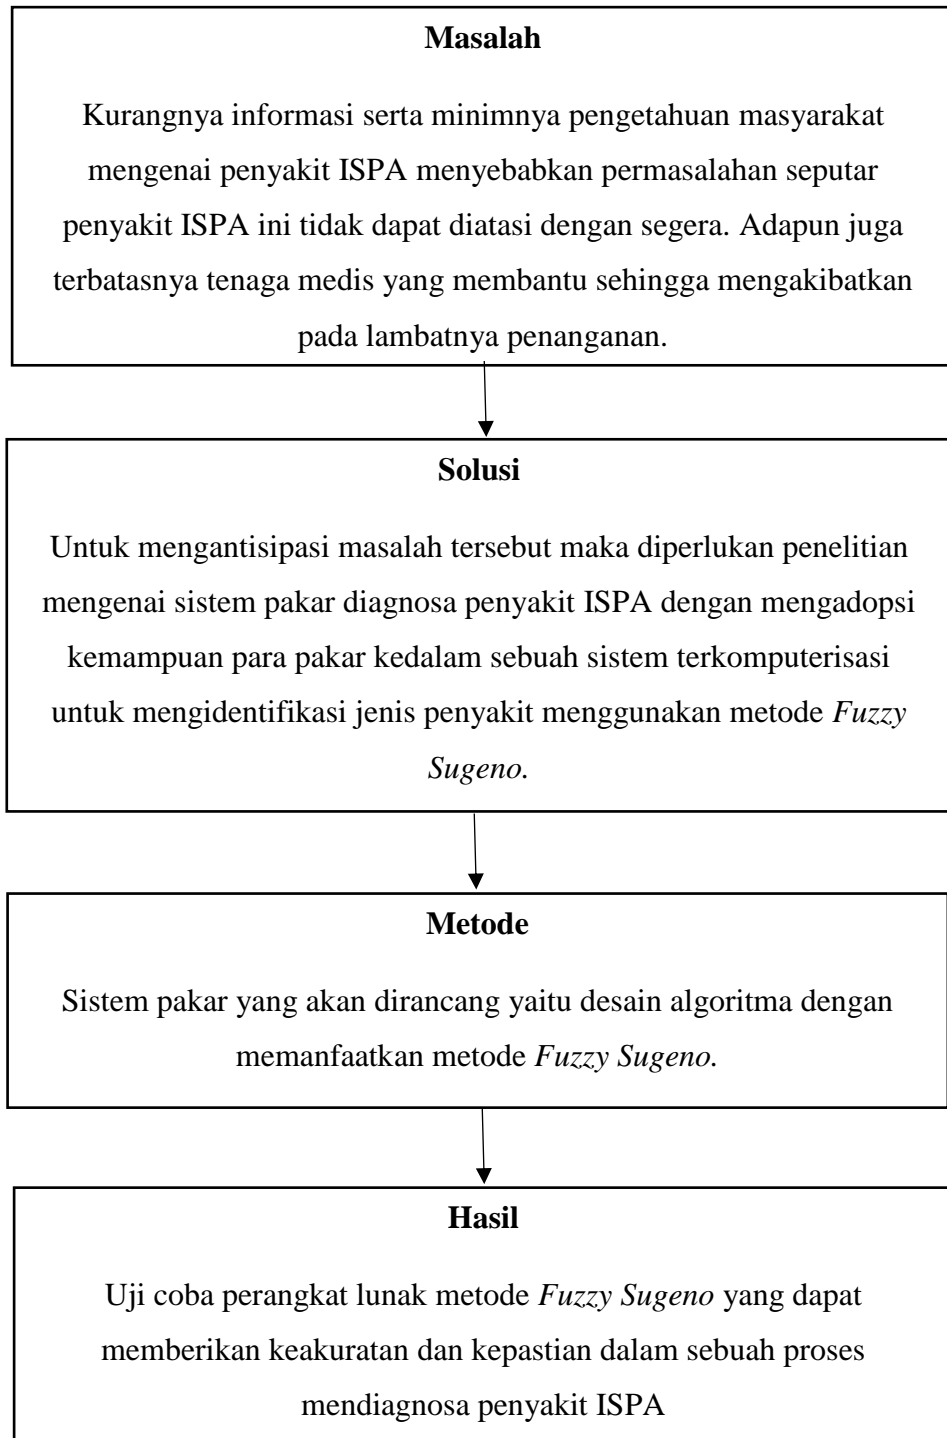 Masalah
Kurangnya informasi serta minimnya pengetahuan masyarakat
mengenai penyakit ISPA menyebabkan permasalahan seputar
penyakit ISPA ini tidak dapat diatasi dengan segera. Adapun juga
terbatasnya tenaga medis yang membantu sehingga mengakibatkan
pada lambatnya penanganan.
Solusi
Untuk mengantisipasi masalah tersebut maka diperlukan penelitian
mengenai sistem pakar diagnosa penyakit ISPA dengan mengadopsi
kemampuan para pakar kedalam sebuah sistem terkomputerisasi
untuk mengidentifikasi jenis penyakit menggunakan metode Fuzzy
Sugeno.
Metode
Sistem pakar yang akan dirancang yaitu desain algoritma dengan
memanfaatkan metode Fuzzy Sugeno.
Hasil
Uji coba perangkat lunak metode Fuzzy Sugeno yang dapat
memberikan keakuratan dan kepastian dalam sebuah proses
mendiagnosa penyakit ISPA